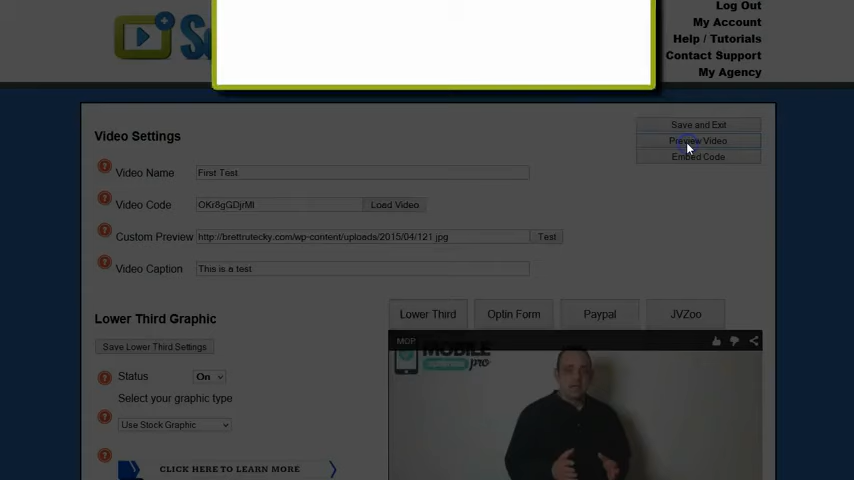 Log Out
My Account
Help / Tutorials
Contact Support
My Agency
Save and Exit
Preview Video
Embed Code
Video Settings
Video Name First Test
Video Code OKr8gGDjrMI Load Video
Custom Preview http://brettrutecky.com/wp-content/uploads/2015/04/121.jpg Test
Video Caption This is a test
Lower Third Optin Form Paypal JVZoo
Lower Third Graphic
Save Lower Third Settings
MOP
MOBILE
pro
Status On
Select your graphic type
Use Stock Graphic
CLICK HERE TO LEARN MORE